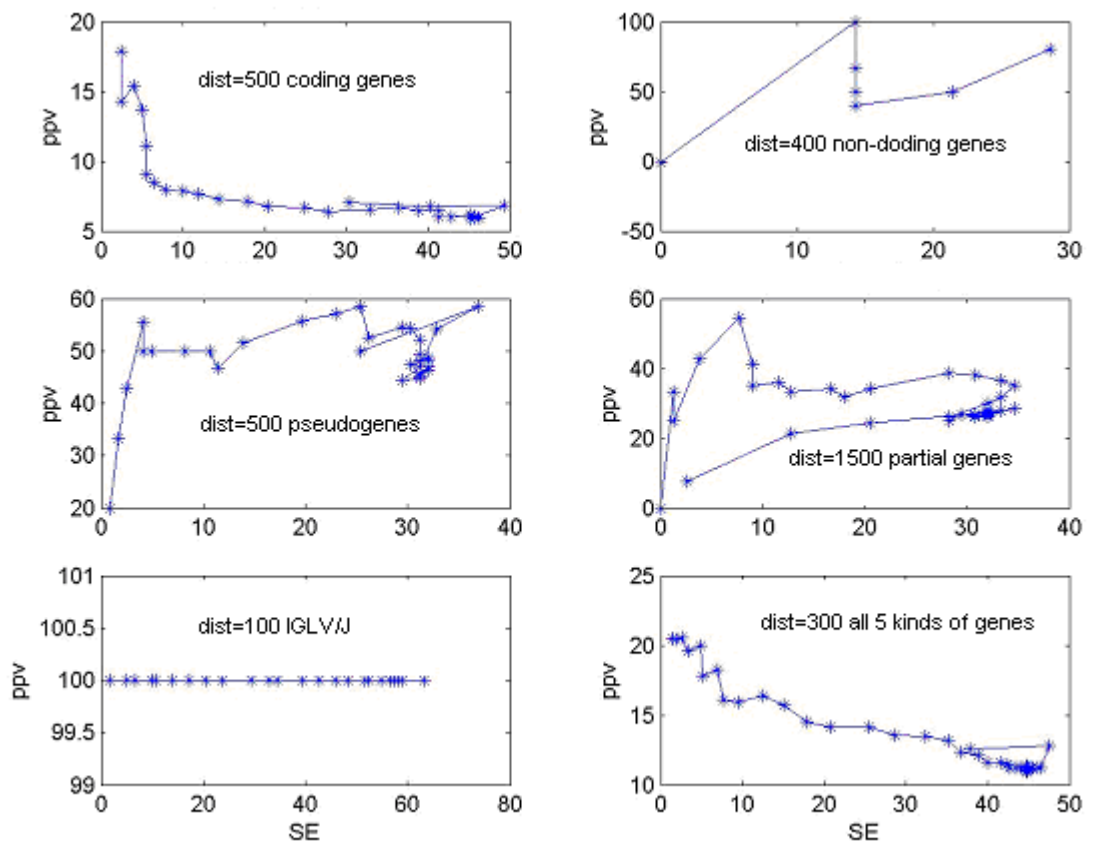 20
15
10
5
ppv
dist=500 coding genes
0 10 20 30 40 50
100
50
0
-50
ppv
dist=400 non-doding genes
0 10 20 30
60
50
40
30
20
ppv
dist=500 pseudogenes
0 10 20 30 40
60
40
20
0
ppv
dist=1500 partial genes
0 10 20 30 40
101
100.5
100
99.5
99
ppv
dist=100 IGLV/J
0 20 40 60 80
SE
25
20
15
10
ppv
dist=300 all 5 kinds of genes
0 10 20 30 40 50
SE